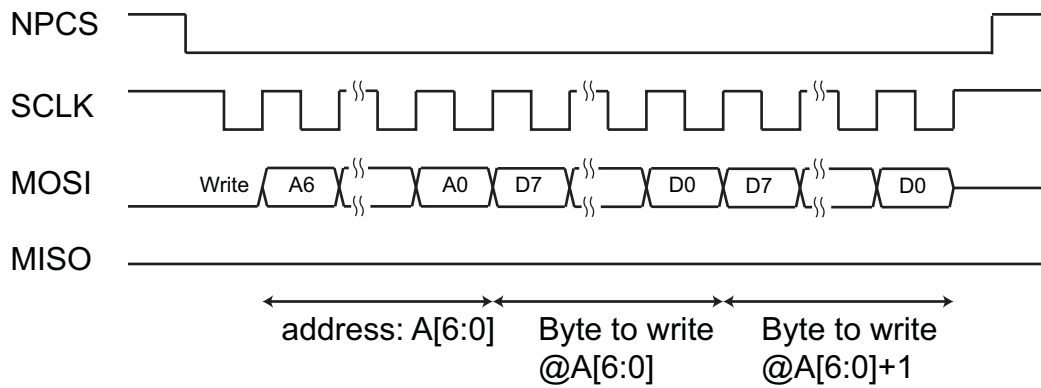 NPCS
SCLK
MOSI
Write
A6
A0
D7
D0
D7
D0
MISO
address: A[6:0]
Byte to write
@A[6:0]
Byte to write
@A[6:0]+1